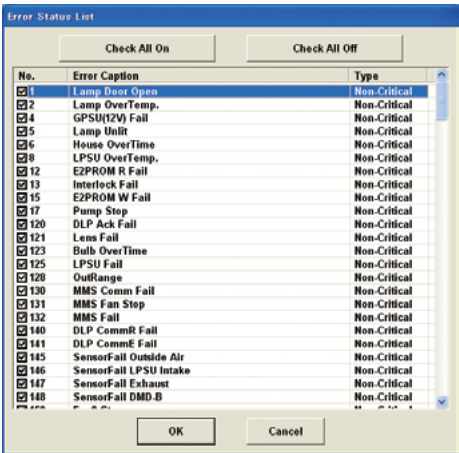 Error Status List
Check All On Check All Off
No. Error Caption Type
1 Lamp Door Open Non-Critical
2 Lamp OverTemp. Non-Critical
4 GPSU(12V) Fail Non-Critical
5 Lamp Unlit Non-Critical
6 House OverTime Non-Critical
8 LPSU OverTemp. Non-Critical
12 E2PROM R Fail Non-Critical
13 Interlock Fail Non-Critical
15 E2PROM W Fail Non-Critical
17 Pump Stop Non-Critical
120 DLP Ack Fail Non-Critical
121 Lens Fail Non-Critical
123 Bulb OverTime Non-Critical
125 LPSU Fail Non-Critical
128 OutRange Non-Critical
130 MMS Comm Fail Non-Critical
131 MMS Fan Stop Non-Critical
132 MMS Fail Non-Critical
140 DLP CommR Fail Non-Critical
141 DLP CommE Fail Non-Critical
145 SensorFail Outside Air Non-Critical
146 SensorFail LPSU Intake Non-Critical
147 SensorFail Exhaust Non-Critical
148 SensorFail DMD-B Non-Critical
OK Cancel